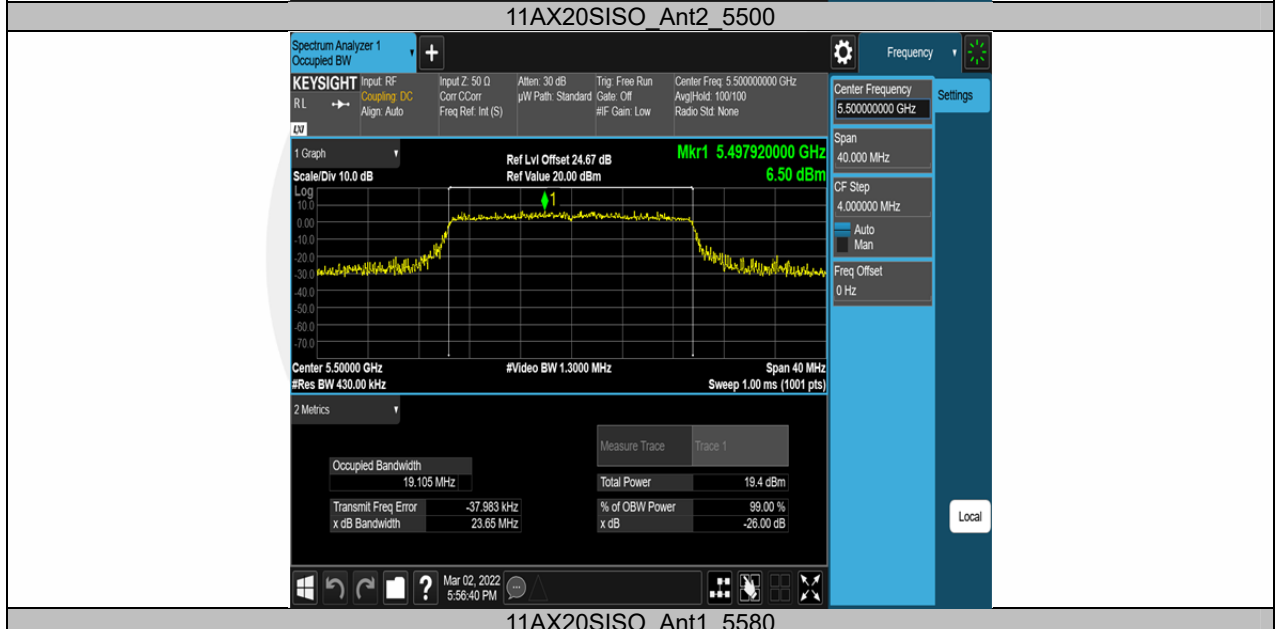 11AX20SISO_Ant2_5500
Spectrum Analyzer 1
Occupied BW
+
Frequency
KEYSIGHT
Input: RF
Input Z: 50 Ω
Atten: 30 dB
Trig: Free Run
Center Freq: 5.500000000 GHz
RL
Coupling: DC
Corr CCorr
µW Path: Standard
Gate: Off
Avg|Hold: 100/100
Align: Auto
Freq Ref: Int (S)
#IF Gain: Low
Radio Std: None
LXI
Center Frequency
5.500000000 GHz
Settings
Span
40.000 MHz
CF Step
4.000000 MHz
Auto
Man
Freq Offset
0 Hz
1 Graph
Ref Lvl Offset 24.67 dB
Mkr1 5.497920000 GHz
Scale/Div 10.0 dB
Ref Value 20.00 dBm
6.50 dBm
Log
1
10.0
0.00
-10.0
-20.0
-30.0
-40.0
-50.0
-60.0
-70.0
Center 5.50000 GHz
#Video BW 1.3000 MHz
Span 40 MHz
#Res BW 430.00 kHz
Sweep 1.00 ms (1001 pts)
2 Metrics
Measure Trace
Trace 1
Occupied Bandwidth
19.105 MHz
Total Power
19.4 dBm
Transmit Freq Error
-37.983 kHz
% of OBW Power
99.00 %
x dB Bandwidth
23.65 MHz
x dB
-26.00 dB
Local
?
Mar 02, 2022
5:56:40 PM
11AX20SISO_Ant1_5580